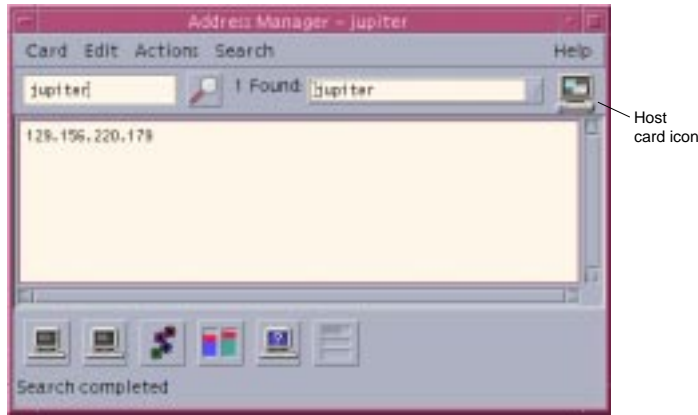 Address Manager – jupiter
Card Edit Actions Search Help
jupiter 1 Found: jupiter
Host
card icon
129.156.220.179
Search completed